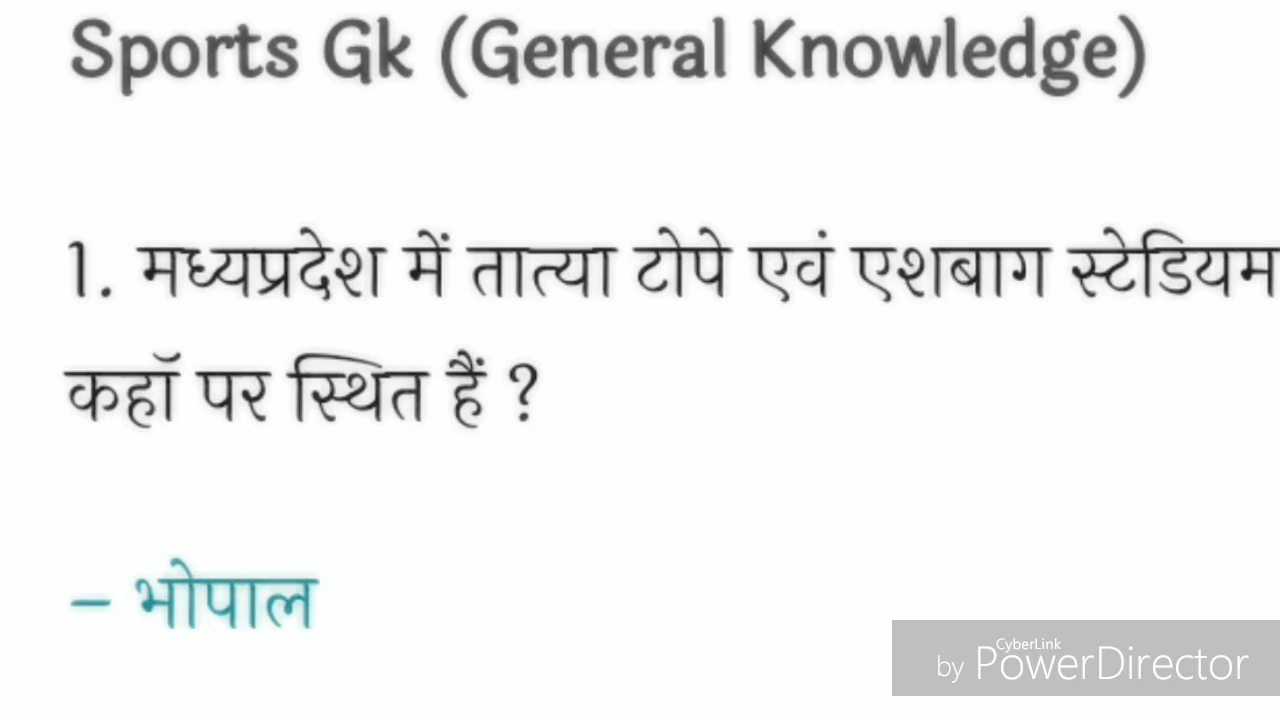 Sports Gk (General Knowledge)
1. मध्यप्रदेश में तात्या टोपे एवं एशबाग स्टेडियम
कहॉ पर स्थित हैं ?
– भोपाल
CyberLink
by PowerDirector